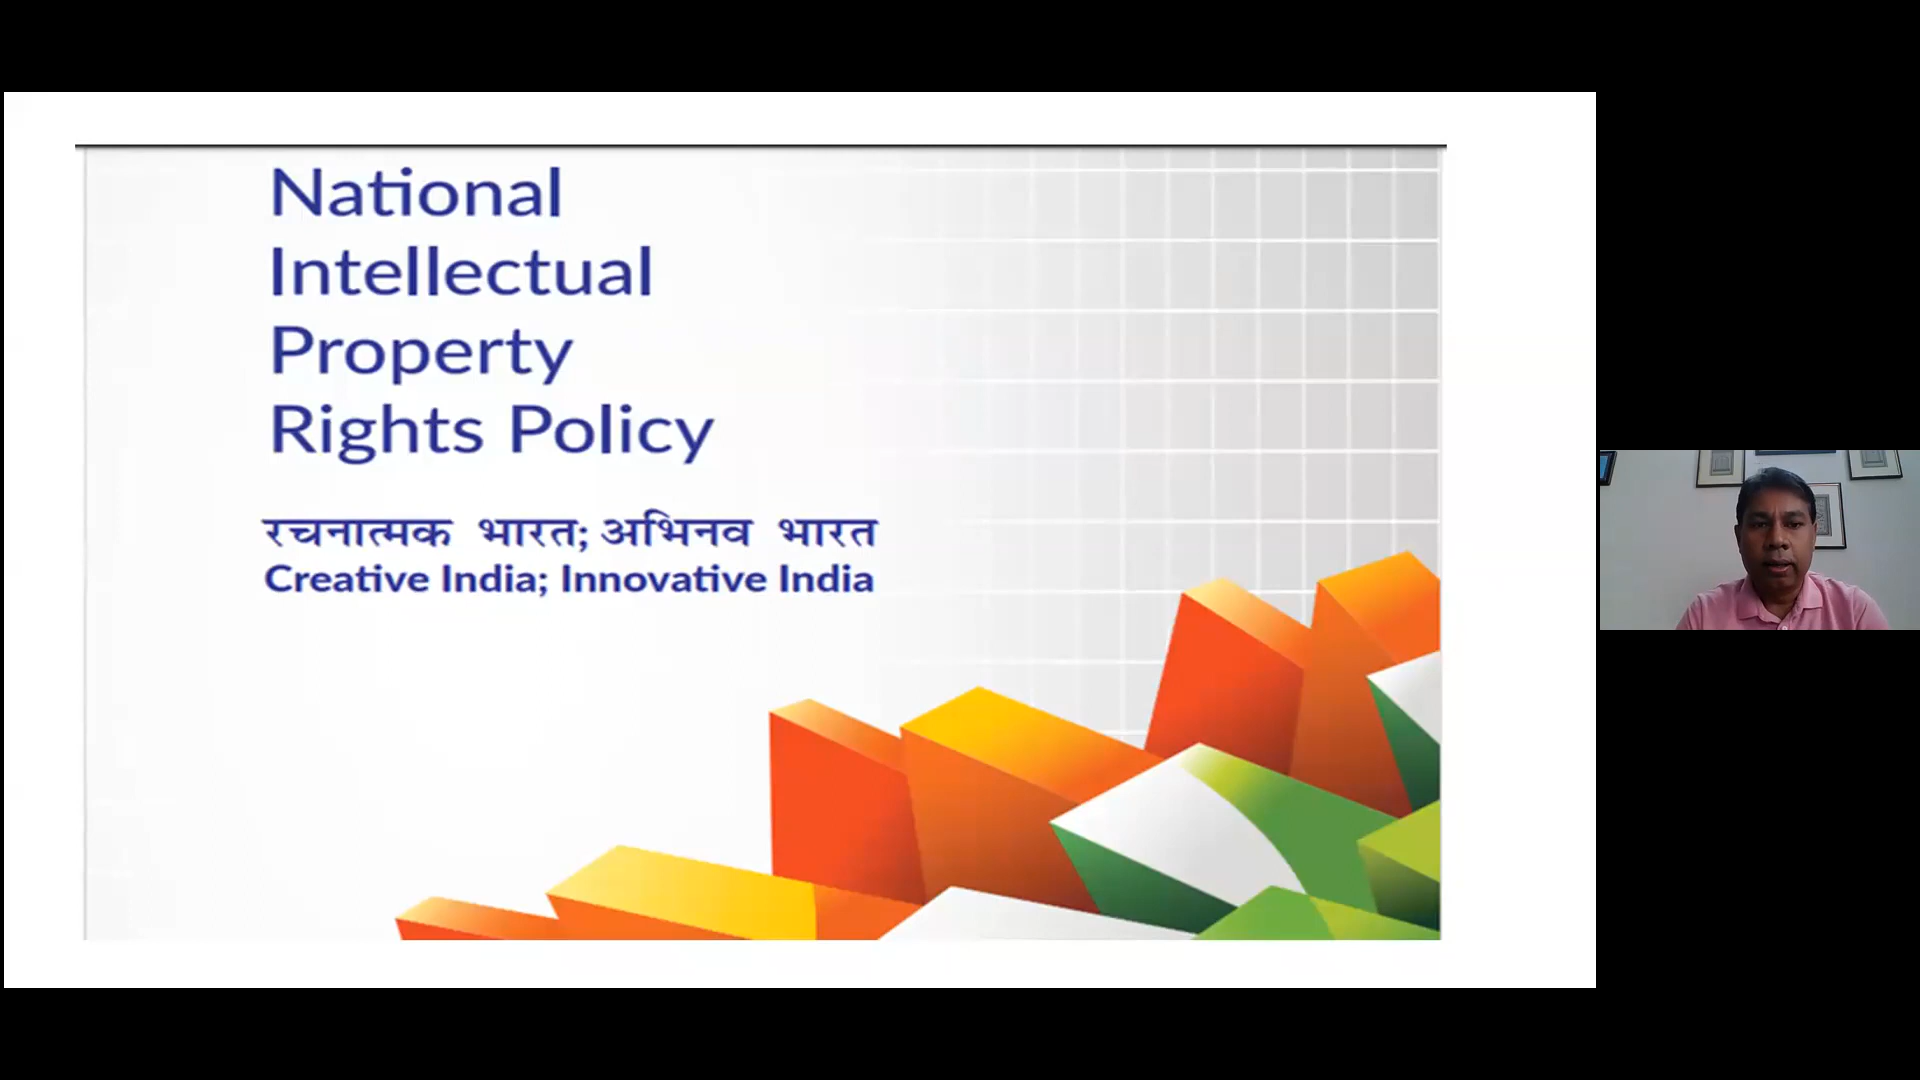 National
Intellectual
Property
Rights Policy
रचनात्मक भारत; अभिनव भारत
Creative India; Innovative India